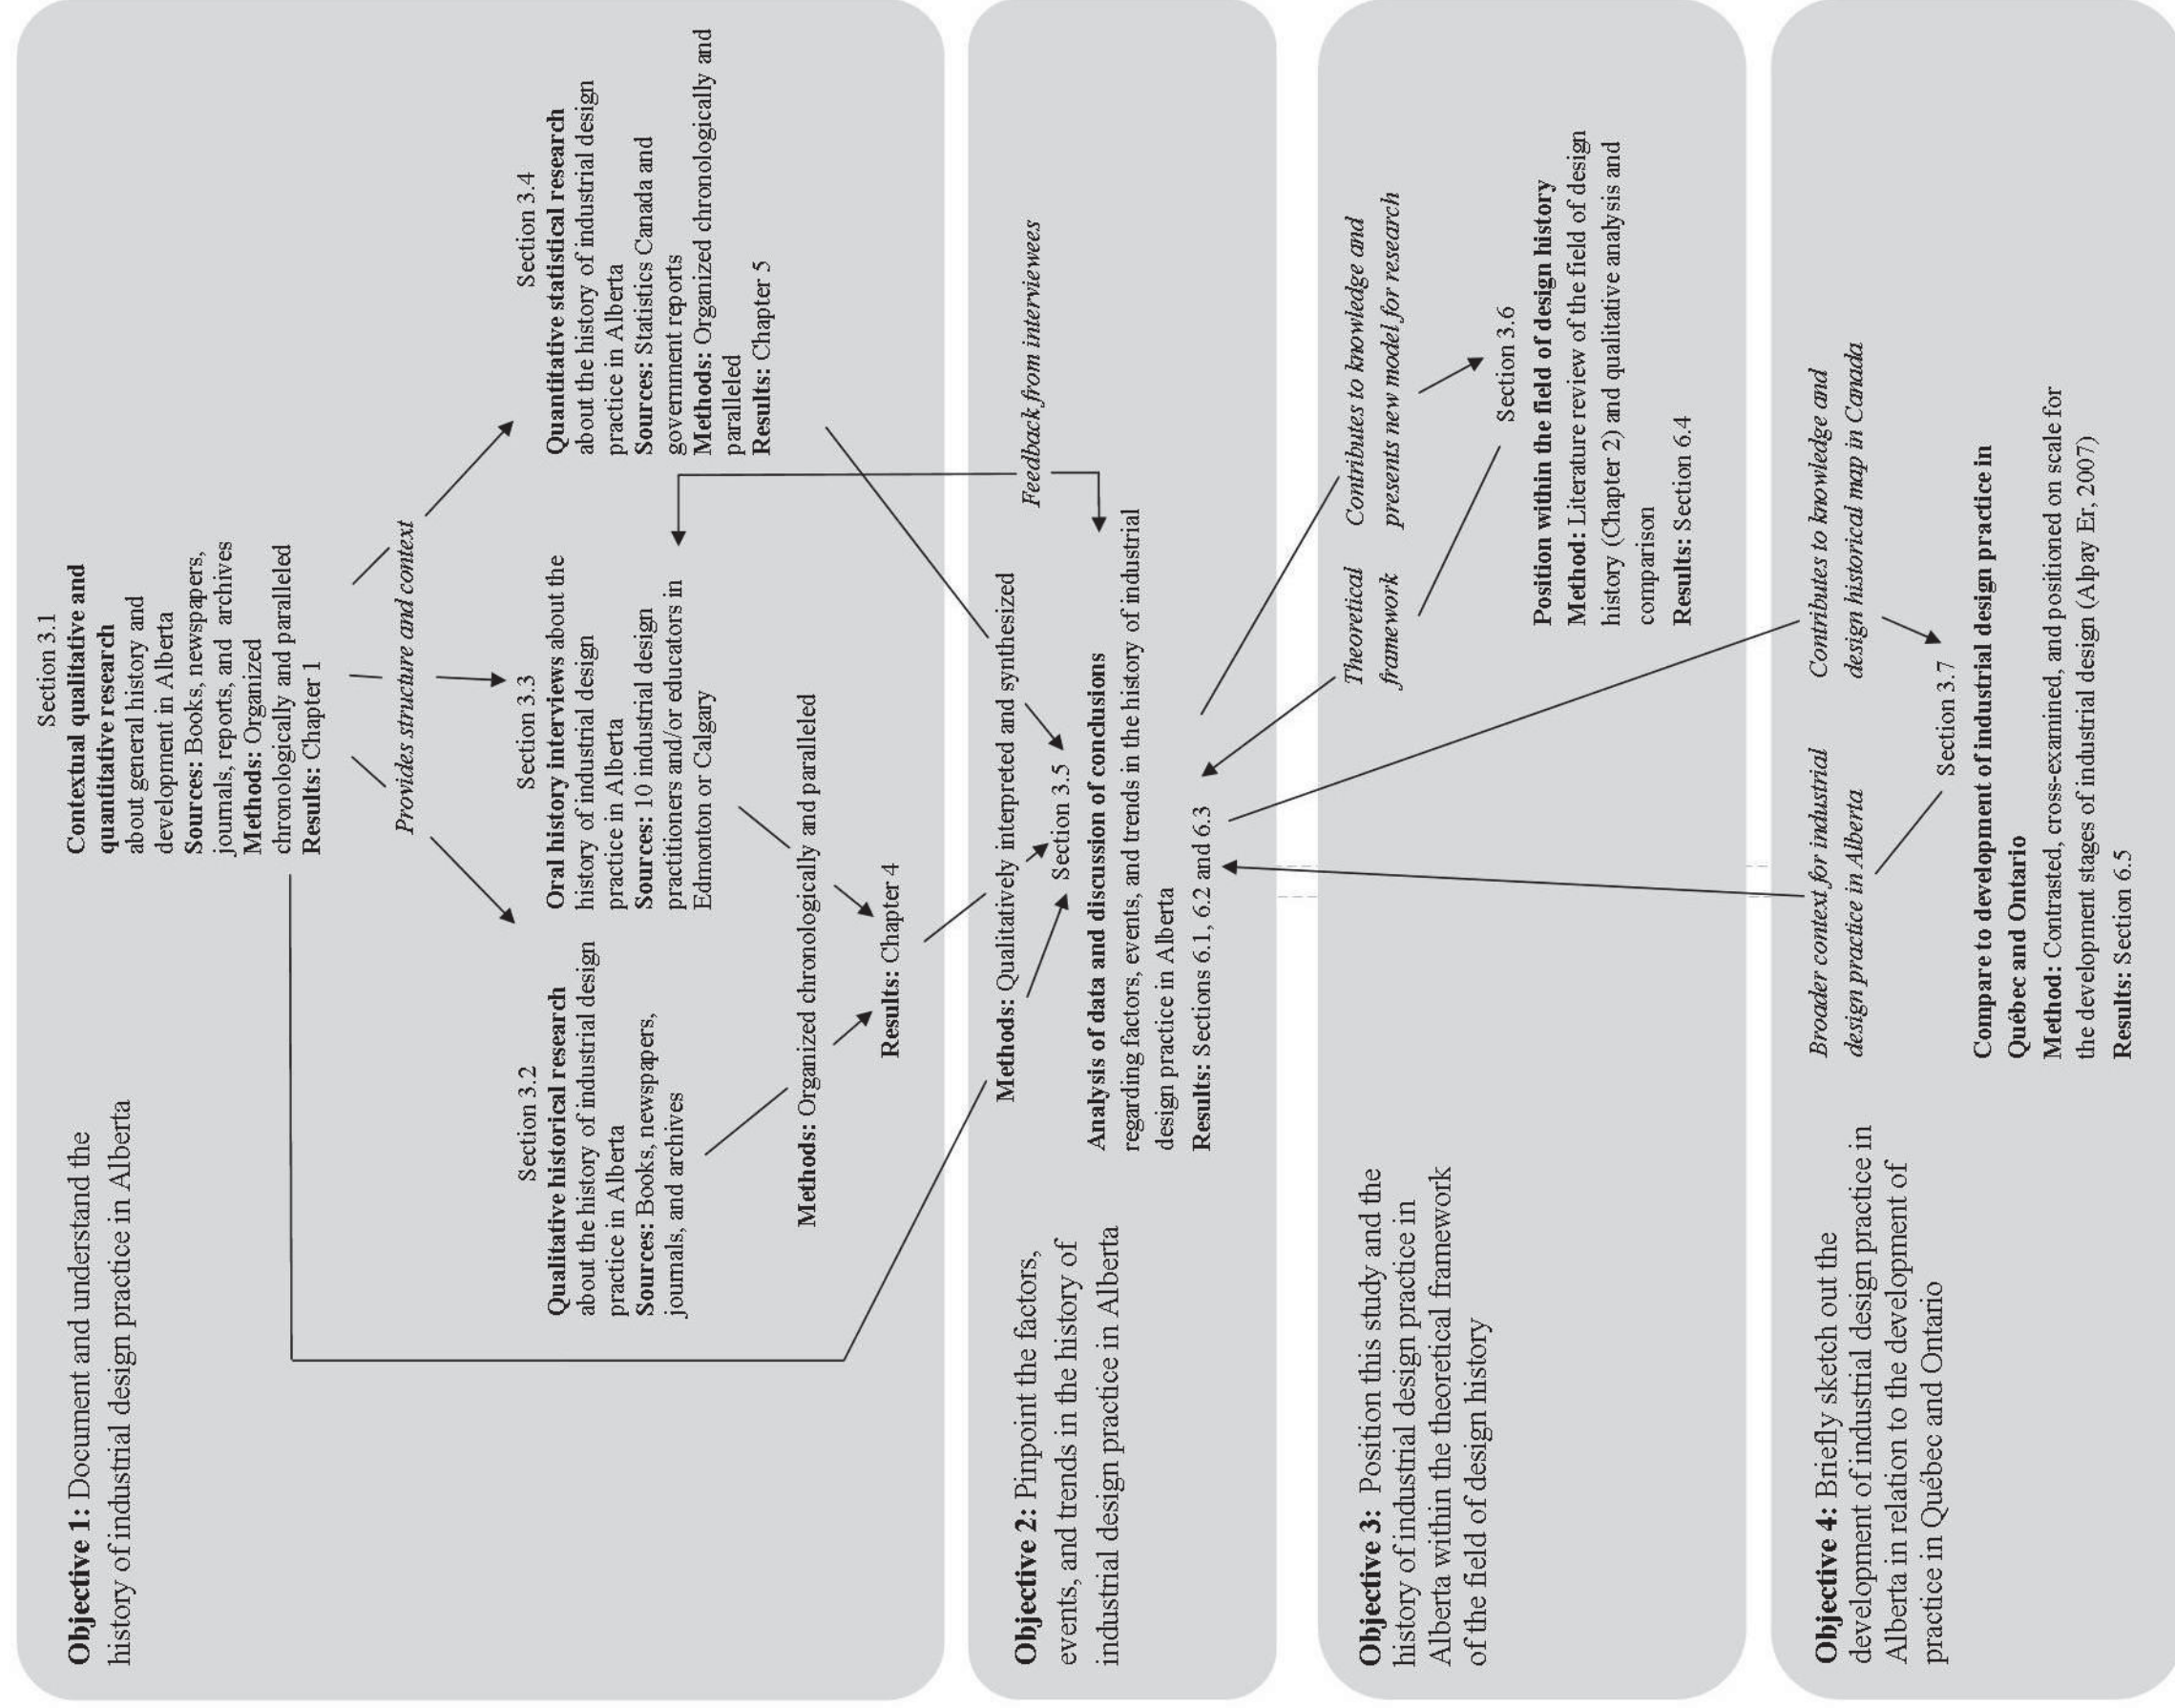 Objective 1: Document and understand the
history of industrial design practice in Alberta
Section 3.1
Contextual qualitative and
quantitative research
about general history and
development in Alberta
Sources: Books, newspapers,
journals, reports, and archives
Methods: Organized
chronologically and paralleled
Results: Chapter 1
Provides structure and context
Section 3.2
Qualitative historical research
about the history of industrial design
practice in Alberta
Sources: Books, newspapers,
journals, and archives
Section 3.3
Oral history interviews about the
history of industrial design
practice in Alberta
Sources: 10 industrial design
practitioners and/or educators in
Edmonton or Calgary
Section 3.4
Quantitative statistical research
about the history of industrial design
practice in Alberta
Sources: Statistics Canada and
government reports
Methods: Organized chronologically and
paralleled
Results: Chapter 5
Methods: Organized chronologically and paralleled
Results: Chapter 4
Objective 2: Pinpoint the factors,
events, and trends in the history of
industrial design practice in Alberta
Methods: Qualitatively interpreted and synthesized
Feedback from interviewees
Section 3.5
Analysis of data and discussion of conclusions
regarding factors, events, and trends in the history of industrial
design practice in Alberta
Results: Sections 6.1, 6.2 and 6.3
Objective 3: Position this study and the
history of industrial design practice in
Alberta within the theoretical framework
of the field of design history
Theoretical
framework
Contributes to knowledge and
presents new model for research
Section 3.6
Position within the field of design history
Method: Literature review of the field of design
history (Chapter 2) and qualitative analysis and
comparison
Results: Section 6.4
Objective 4: Briefly sketch out the
development of industrial design practice in
Alberta in relation to the development of
practice in Québec and Ontario
Broader context for industrial
design practice in Alberta
Contributes to knowledge and
design historical map in Canada
Section 3.7
Compare to development of industrial design practice in
Québec and Ontario
Method: Contrasted, cross-examined, and positioned on scale for
the development stages of industrial design (Alpay Er, 2007)
Results: Section 6.5